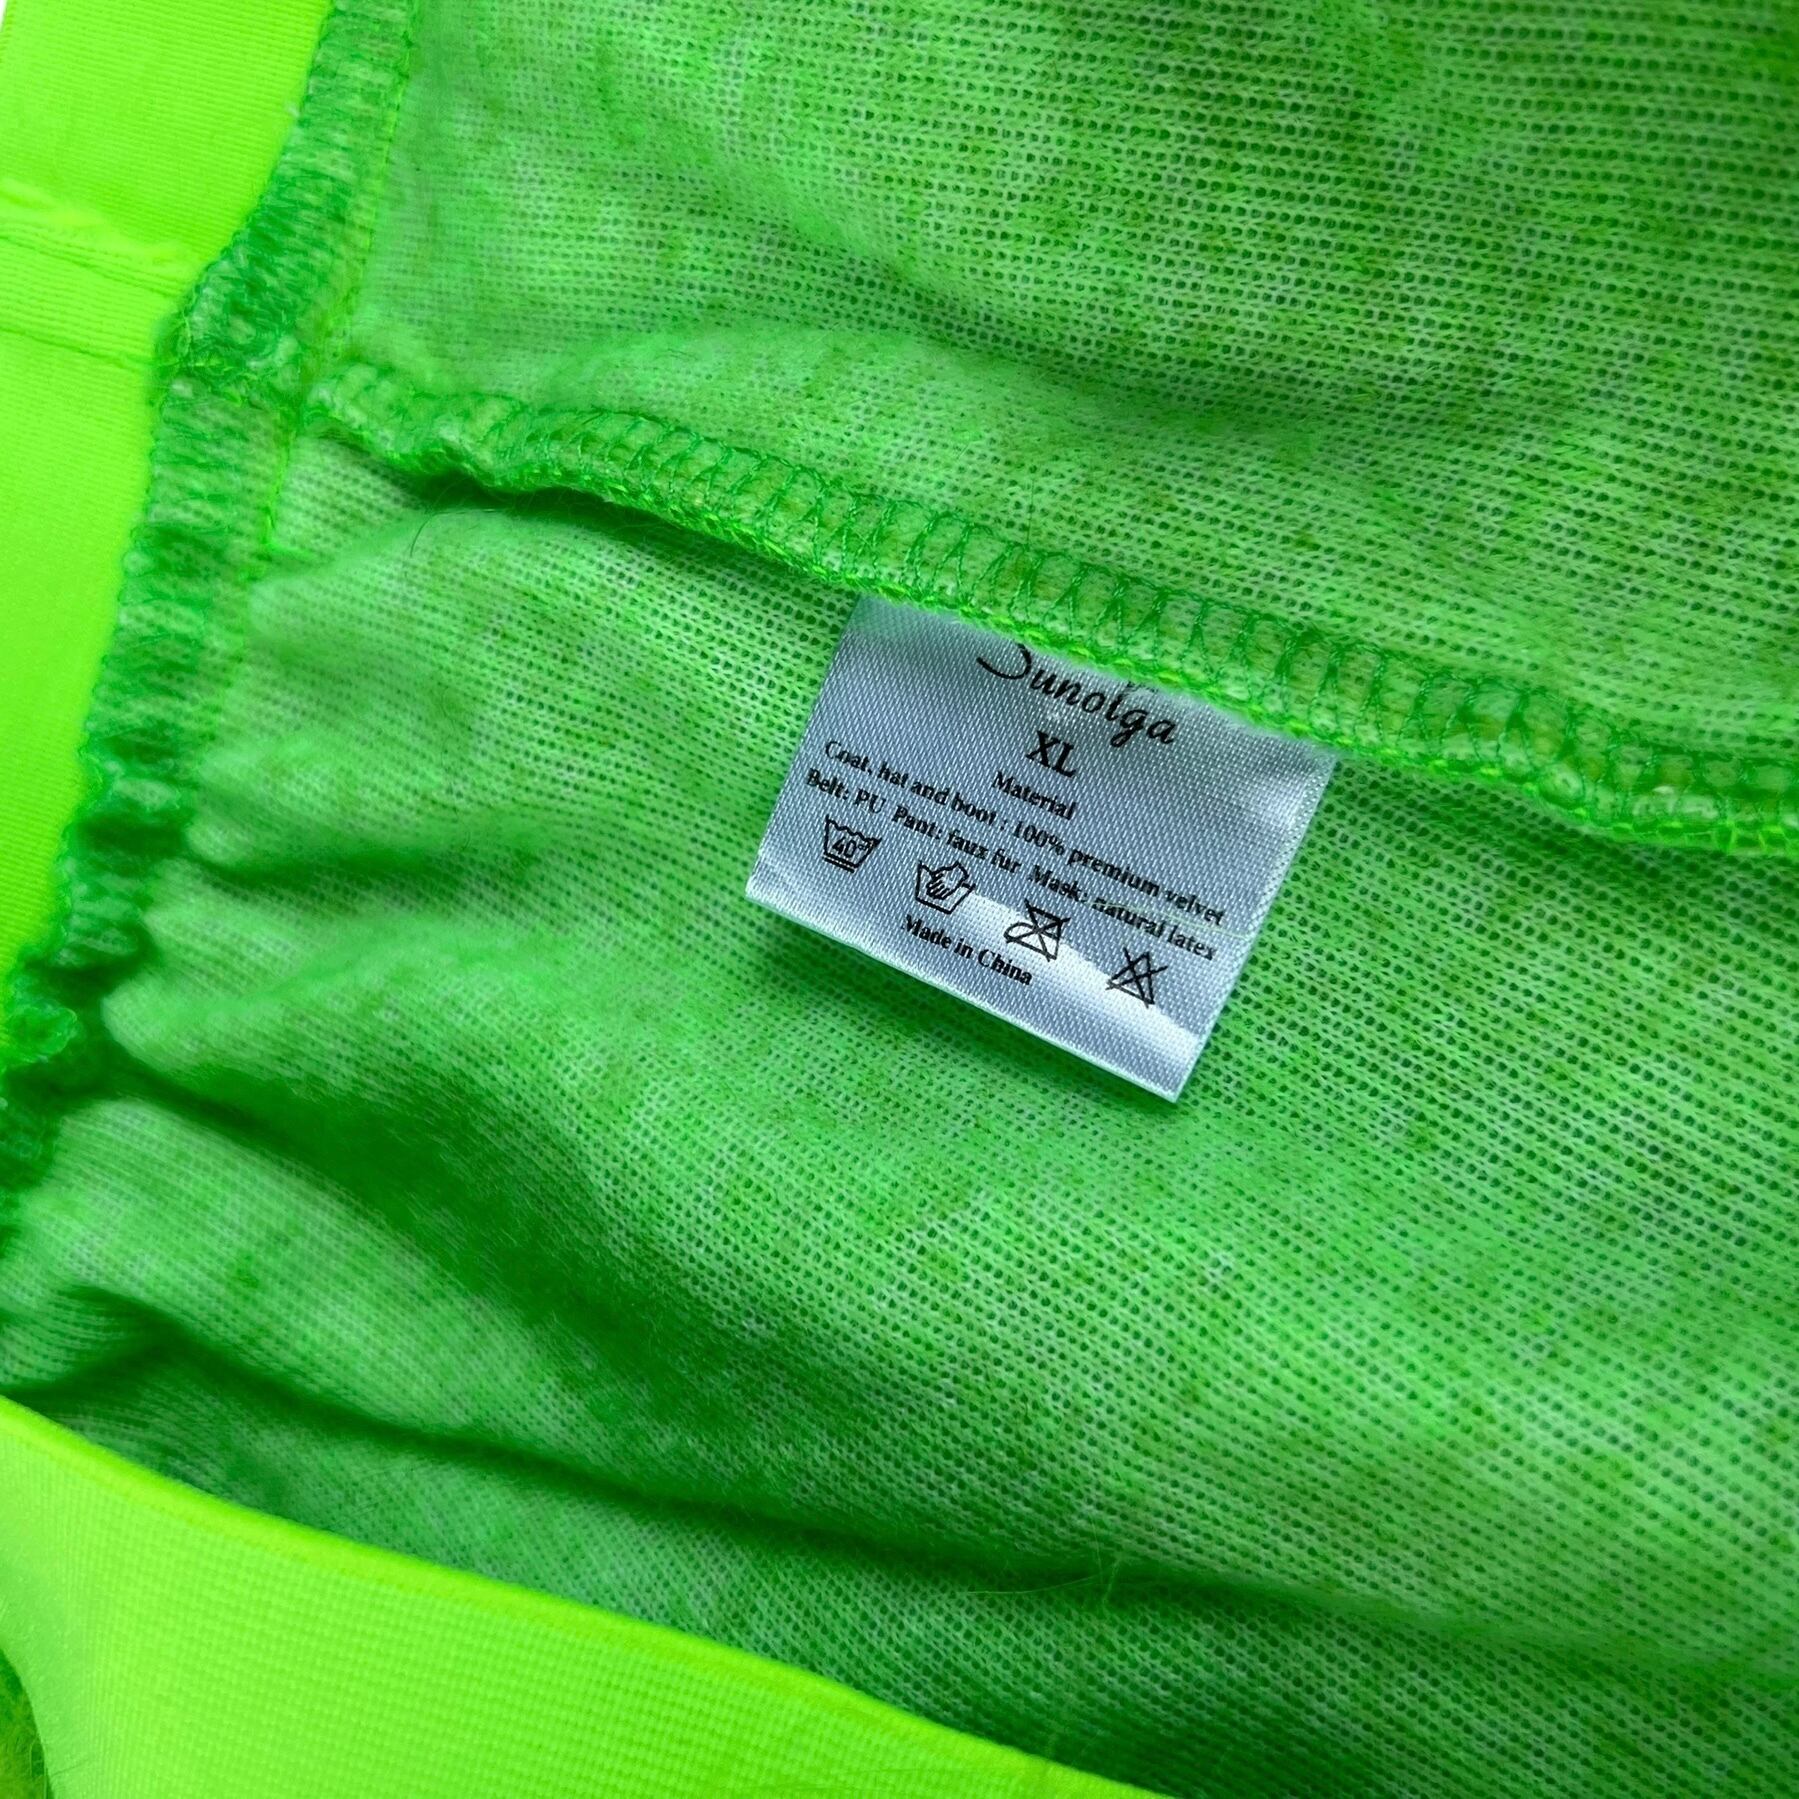 Sunolga
XL
Material
Coat, hat and boot : 100% premium velvet
Belt: PU Pant: faux fur Mask: natural latex
40°
Made in China